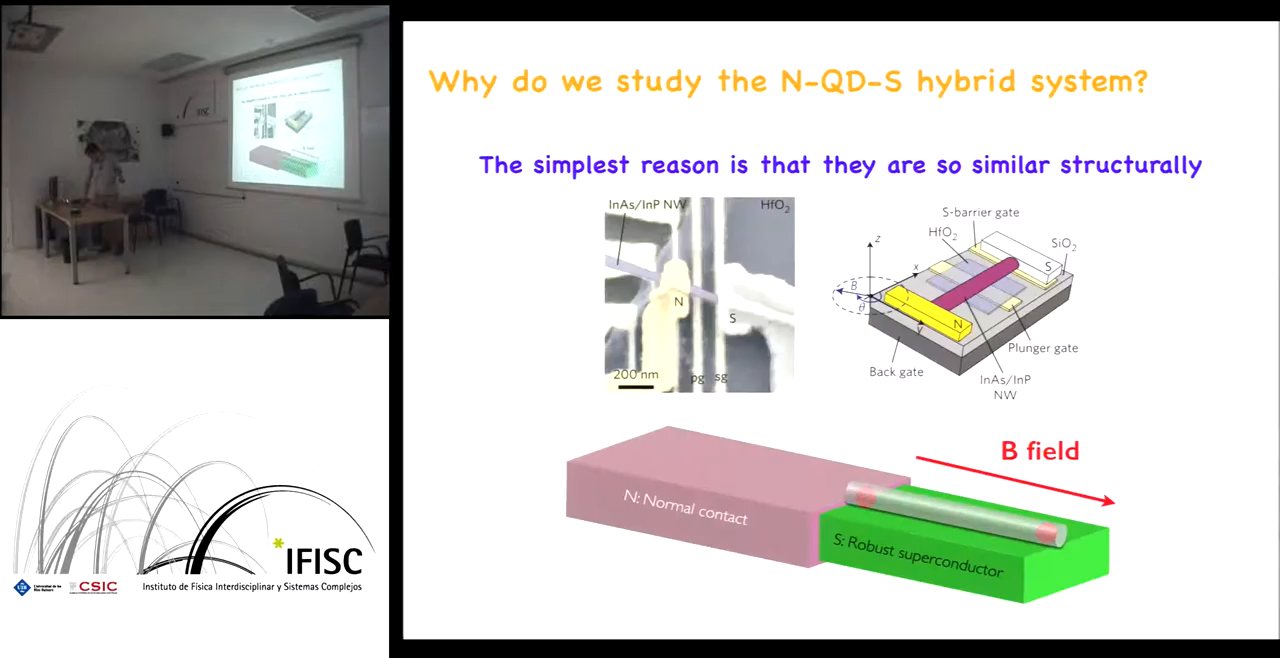 Why do we study the N-QD-S hybrid system?
The simplest reason is that they are so similar structurally
InAs/InP NW
HfO₂
N
S
200 nm
pg
sg
S-barrier gate
HfO₂
SiO₂
z
x
S
B
θ
N
y
Plunger gate
Back gate
InAs/InP
NW
B field
N: Normal contact
S: Robust superconductor
*IFISC
CSIC
Instituto de Física Interdisciplinar y Sistemas Complejos